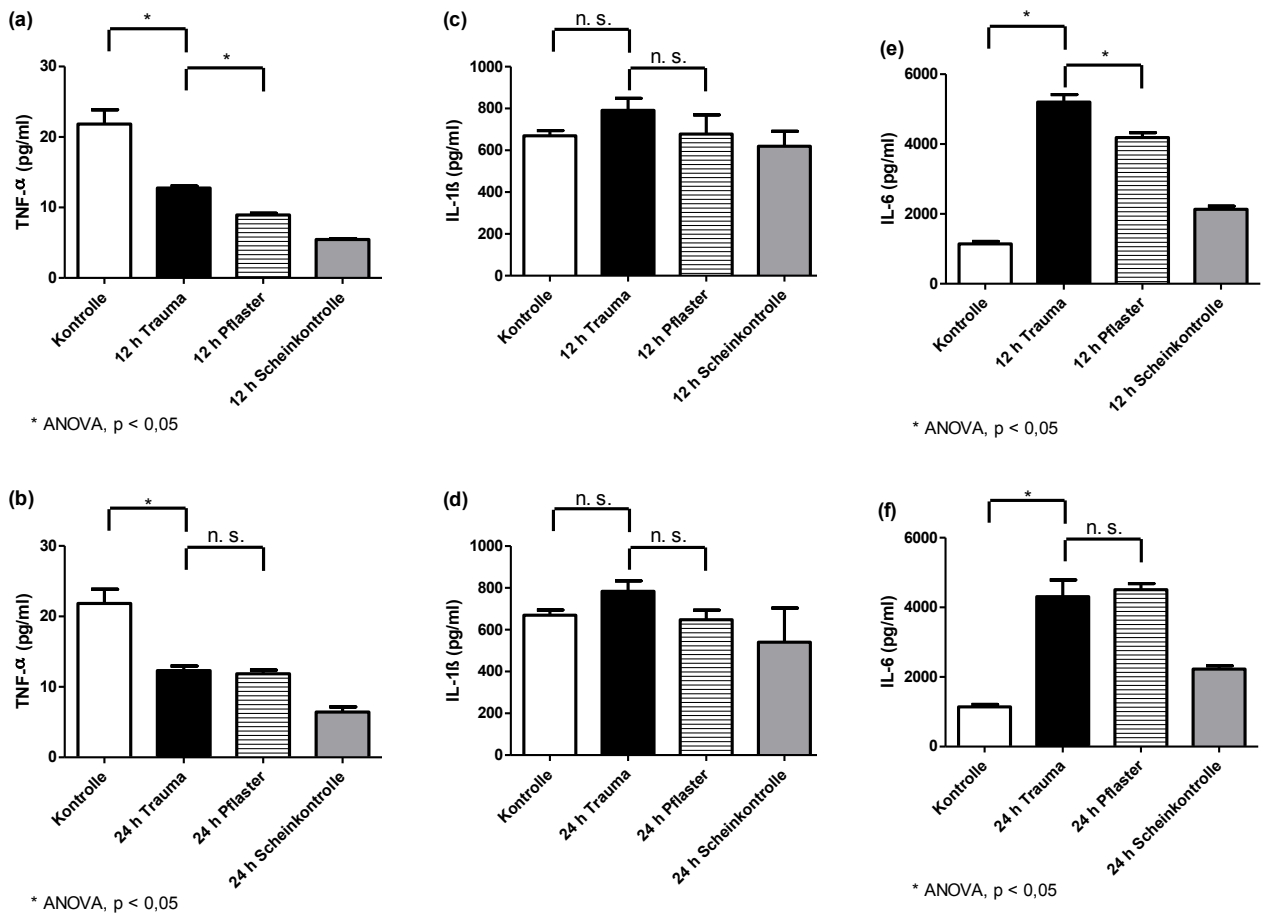 (a)
*
*
TNF-α (pg/ml)
30
20
10
0
Kontrolle
12 h Trauma
12 h Pflaster
12 h Scheinkontrolle
* ANOVA, p < 0,05
(c)
n. s.
n. s.
IL-1ß (pg/ml)
1000
800
600
400
200
0
Kontrolle
12 h Trauma
12 h Pflaster
12 h Scheinkontrolle
(e)
*
*
IL-6 (pg/ml)
6000
4000
2000
0
Kontrolle
12 h Trauma
12 h Pflaster
12 h Scheinkontrolle
* ANOVA, p < 0,05
(b)
*
n. s.
TNF-α (pg/ml)
30
20
10
0
Kontrolle
24 h Trauma
24 h Pflaster
24 h Scheinkontrolle
* ANOVA, p < 0,05
(d)
n. s.
n. s.
IL-1ß (pg/ml)
1000
800
600
400
200
0
Kontrolle
24 h Trauma
24 h Pflaster
24 h Scheinkontrolle
(f)
*
n. s.
IL-6 (pg/ml)
6000
4000
2000
0
Kontrolle
24 h Trauma
24 h Pflaster
24 h Scheinkontrolle
* ANOVA, p < 0,05